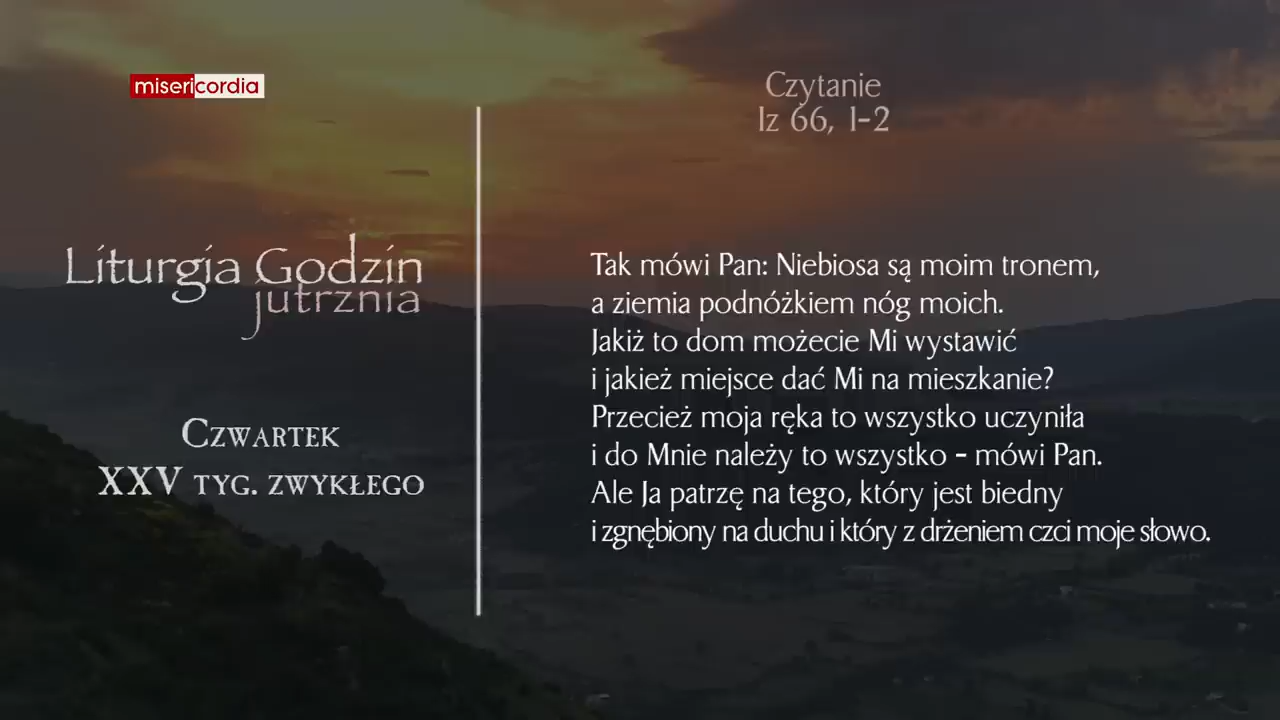 misericordia
Liturgia Godzin
jutrznia
Czwartek
XXV tyg. zwykłego
Czytanie
Iz 66, 1-2
Tak mówi Pan: Niebiosa są moim tronem,
a ziemia podnóżkiem nóg moich.
Jakiż to dom możecie Mi wystawić
i jakież miejsce dać Mi na mieszkanie?
Przecież moja ręka to wszystko uczyniła
i do Mnie należy to wszystko – mówi Pan.
Ale Ja patrzę na tego, który jest biedny
i zgnębiony na duchu i który z drżeniem czci moje słowo.